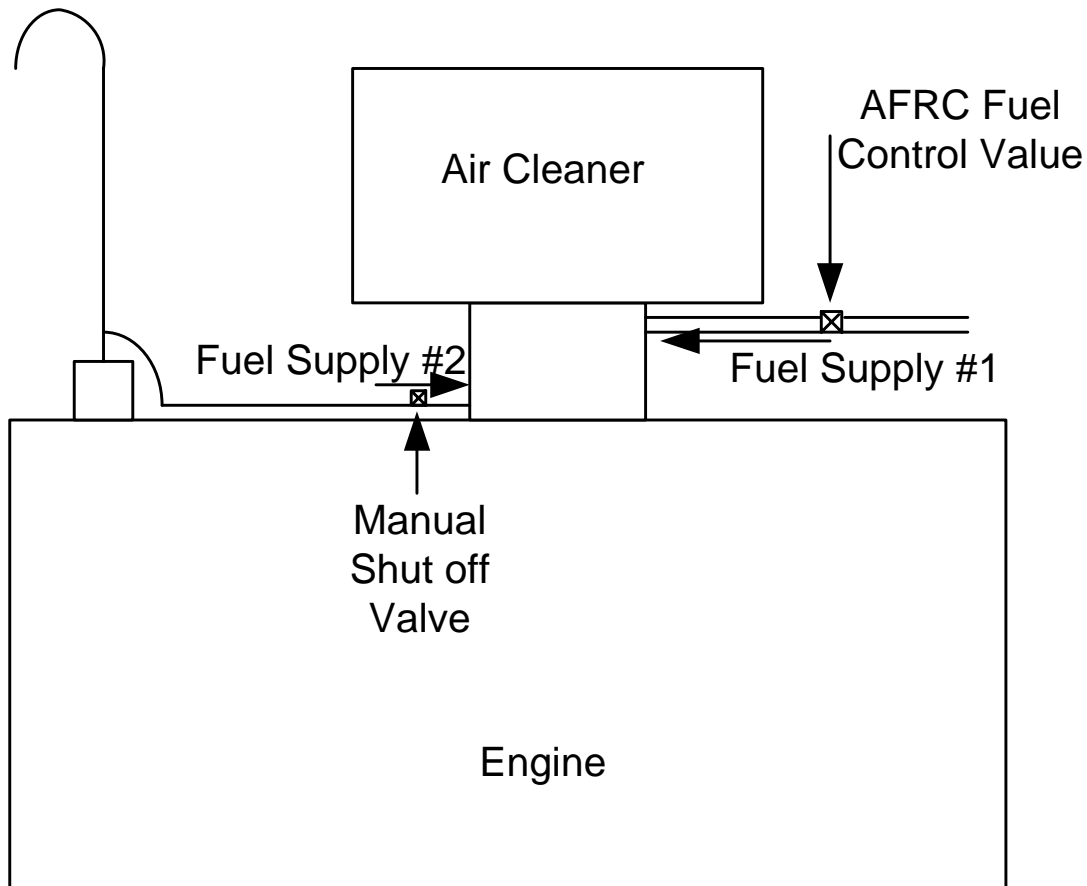 AFRC Fuel
Control Value
Air Cleaner
Fuel Supply #2
Fuel Supply #1
Manual
Shut off
Valve
Engine